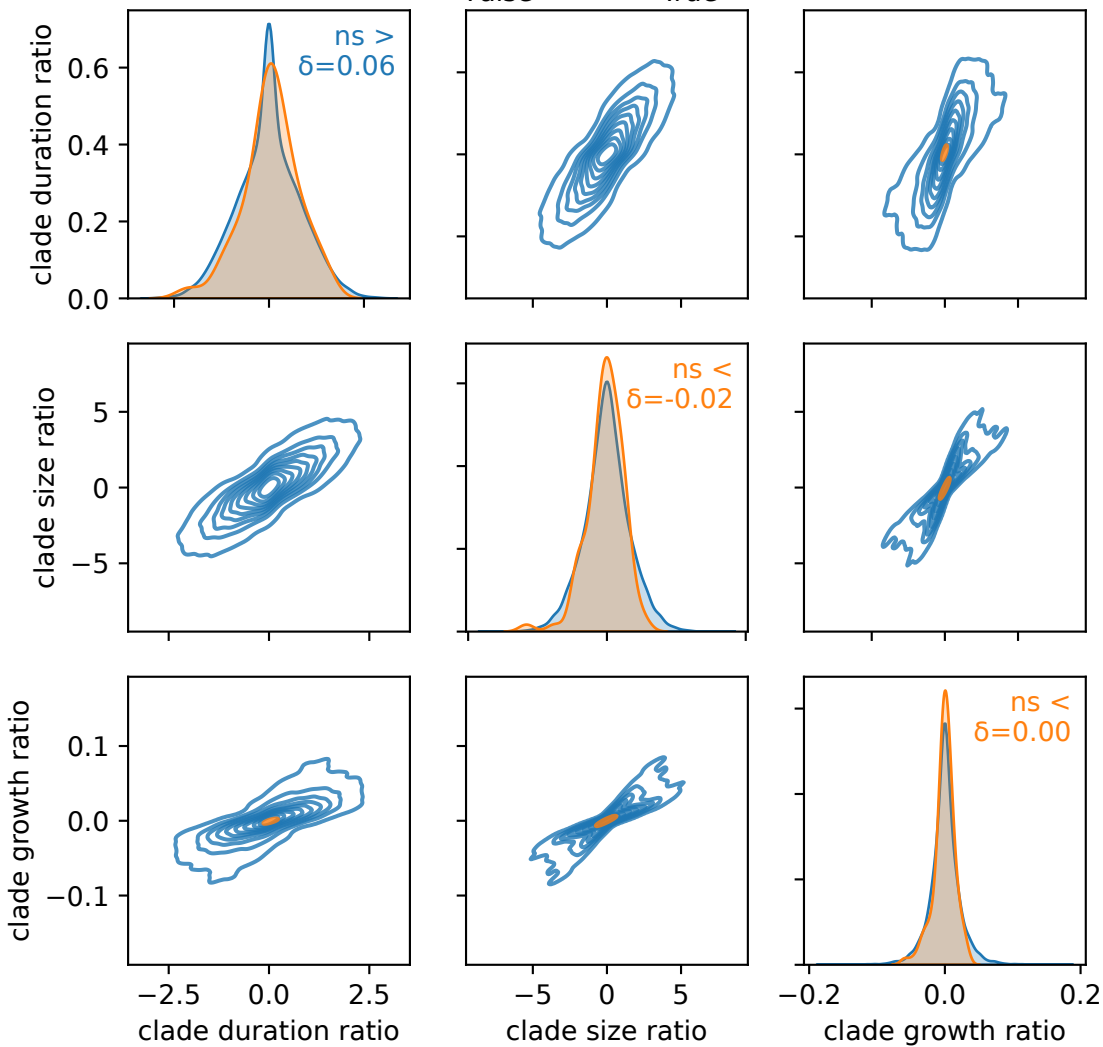 ns >
δ=0.06
clade duration ratio
0.6
0.4
0.2
0.0
ns <
δ=-0.02
clade size ratio
5
0
−5
ns <
δ=0.00
clade growth ratio
0.1
0.0
−0.1
−2.5 0.0 2.5
−5 0 5
−0.2 0.0 0.2
clade duration ratio
clade size ratio
clade growth ratio